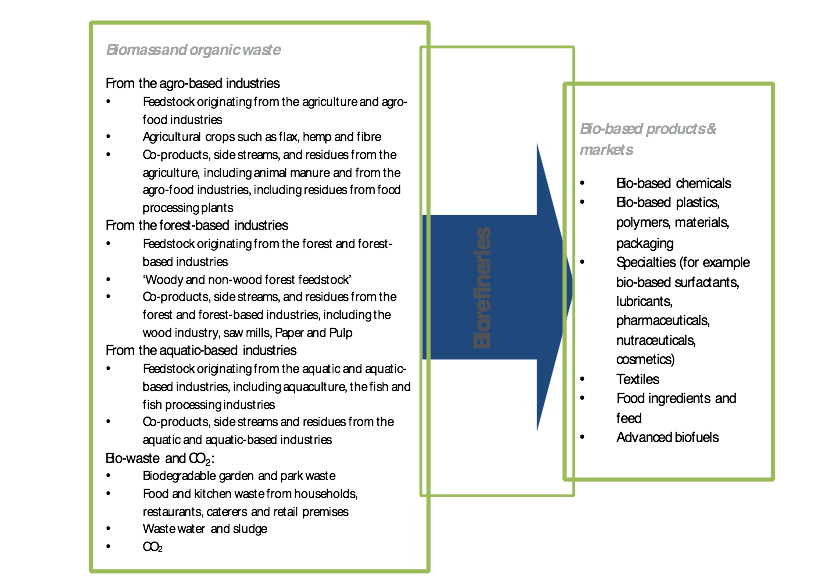 Biomass and organic waste
From the agro-based industries
• Feedstock originating from the agriculture and agro-
food industries
• Agricultural crops such as flax, hemp and fibre
• Co-products, side streams, and residues from the
agriculture, including animal manure and from the
agro-food industries, including residues from food
processing plants
From the forest-based industries
• Feedstock originating from the forest and forest-
based industries
• ‘Woody and non-wood forest feedstock’
• Co-products, side streams, and residues from the
forest and forest-based industries, including the
wood industry, saw mills, Paper and Pulp
From the aquatic-based industries
• Feedstock originating from the aquatic and aquatic-
based industries, including aquaculture, the fish and
fish processing industries
• Co-products, side streams and residues from the
aquatic and aquatic-based industries
Bio-waste and CO₂:
• Biodegradable garden and park waste
• Food and kitchen waste from households,
restaurants, caterers and retail premises
• Waste water and sludge
• CO₂
Biorefineries
Bio-based products &
markets
• Bio-based chemicals
• Bio-based plastics,
polymers, materials,
packaging
• Specialties (for example
bio-based surfactants,
lubricants,
pharmaceuticals,
nutraceuticals,
cosmetics)
• Textiles
• Food ingredients and
feed
• Advanced biofuels